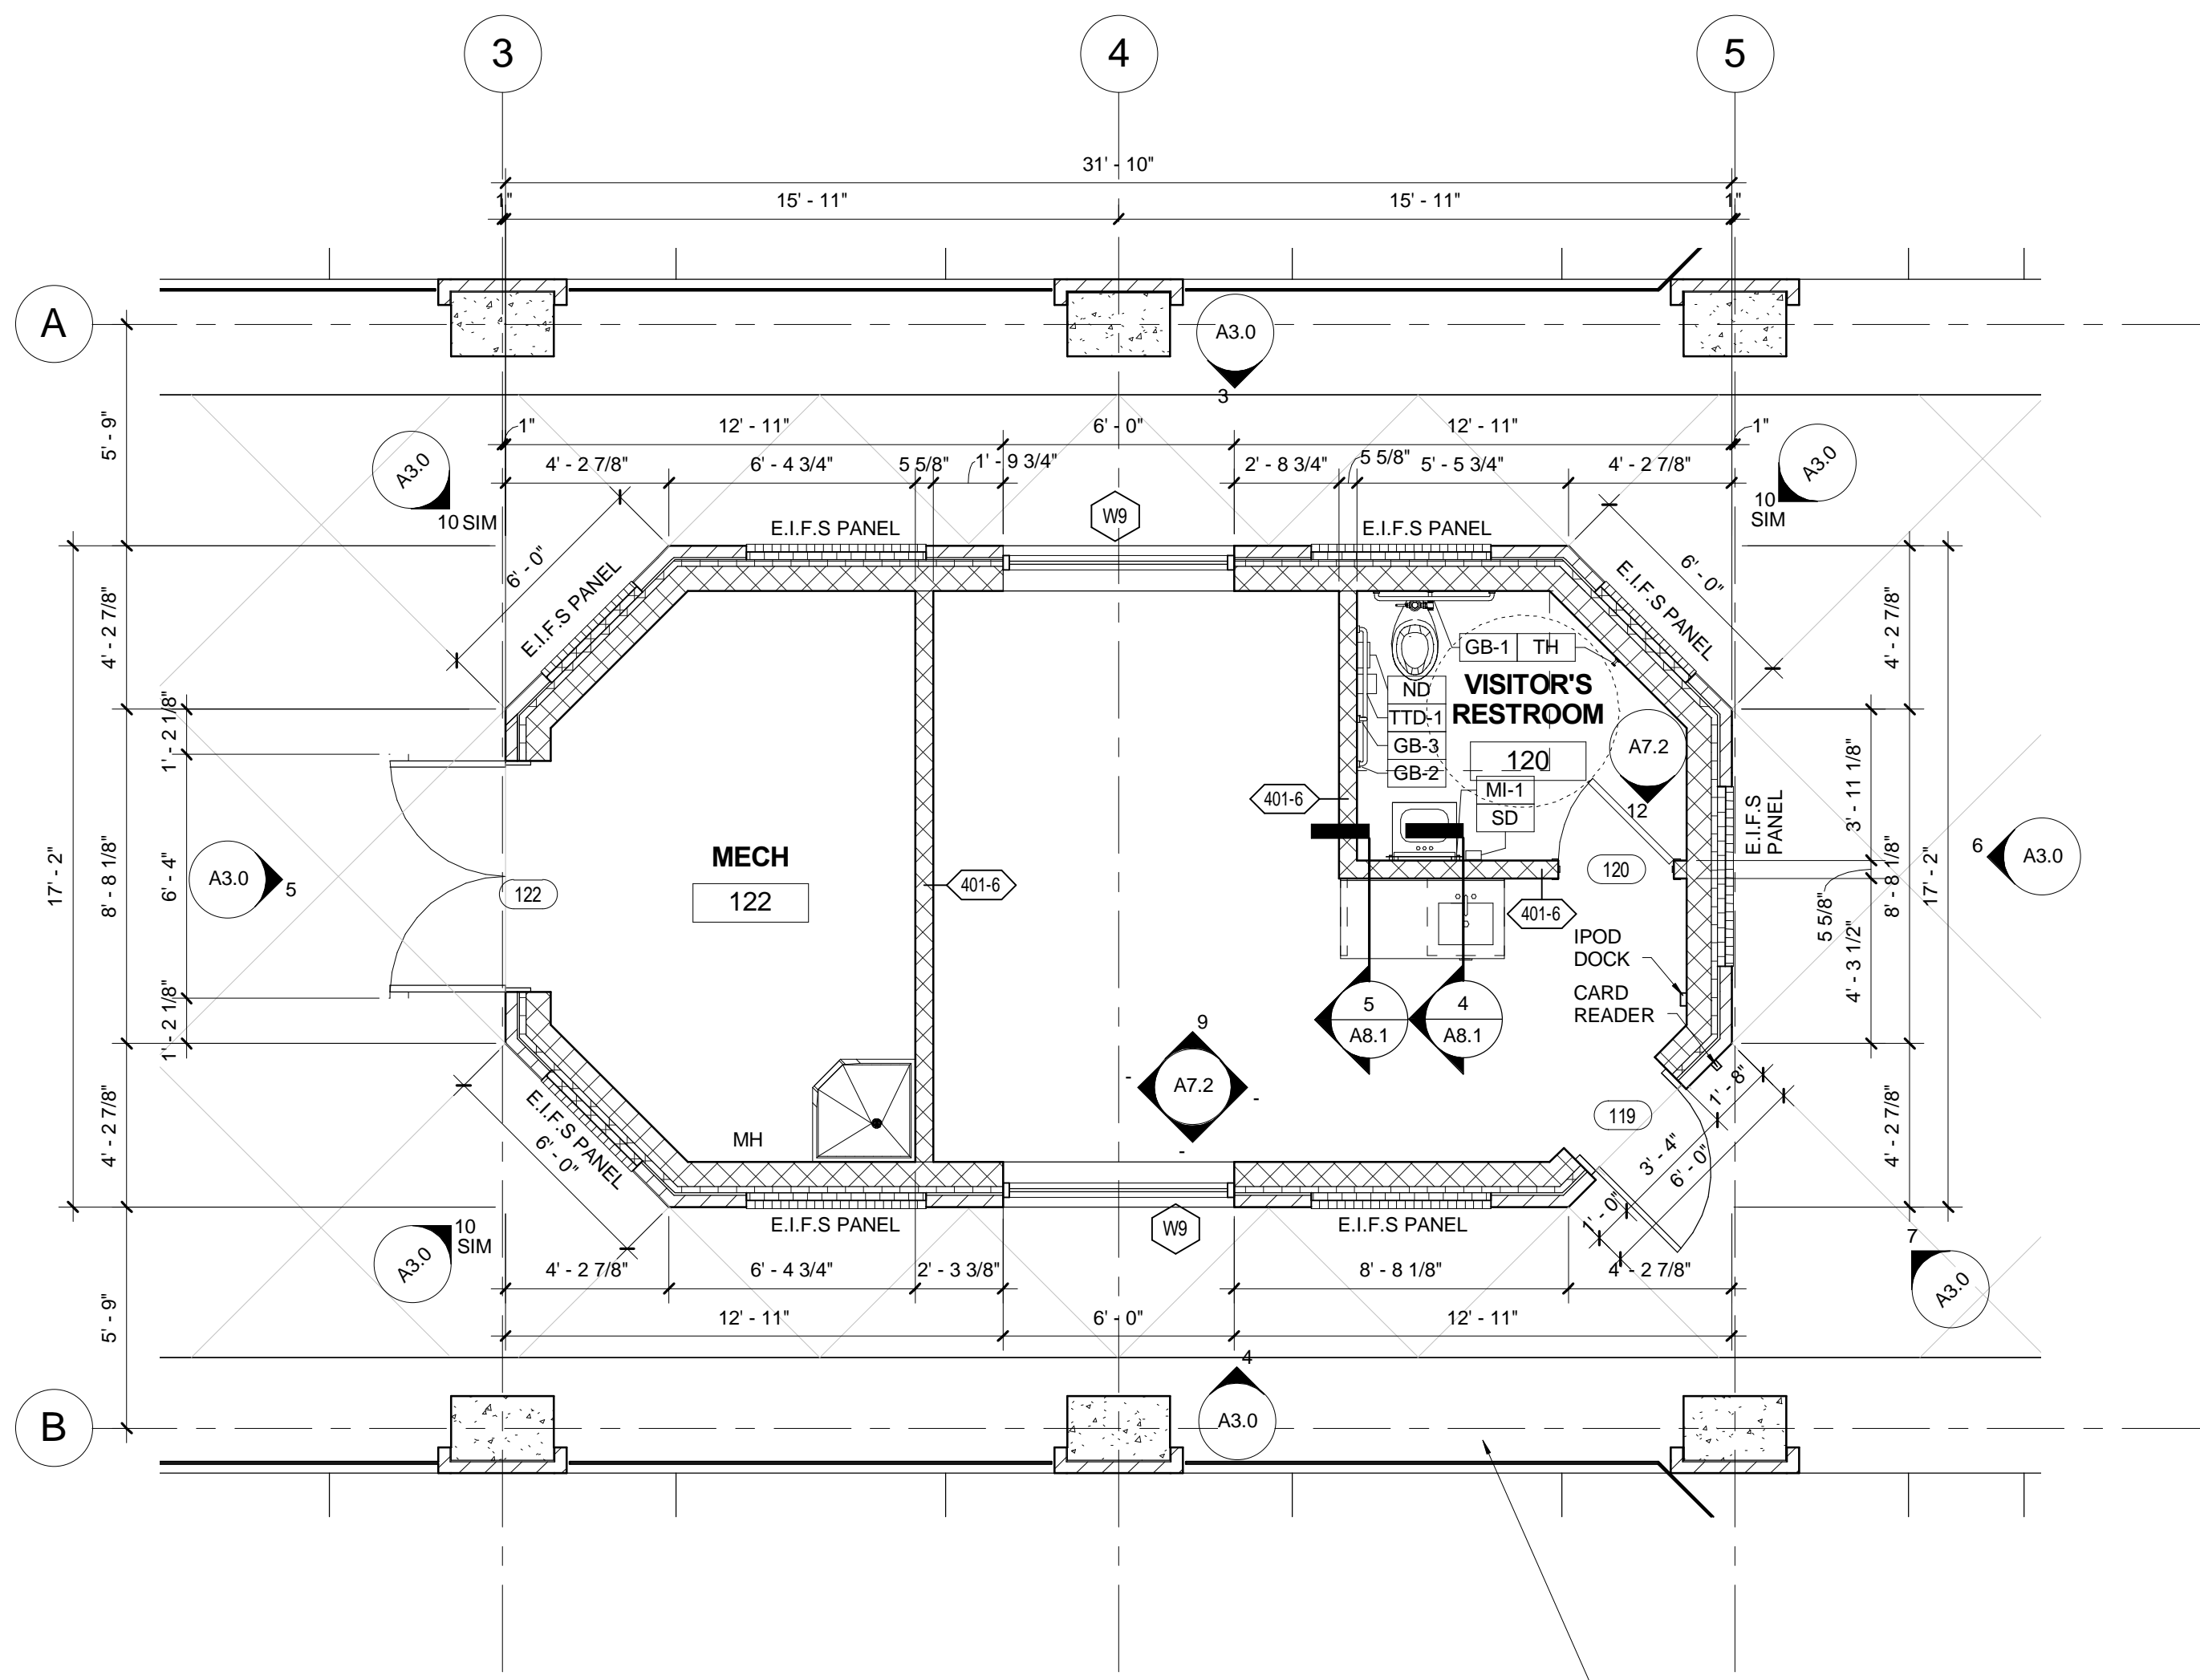 3
4
5
31' - 10"
1"
15' - 11"
15' - 11"
1"
A
A3.0
3
5' - 9"
1"
12' - 11"
6' - 0"
12' - 11"
1"
A3.0
10 SIM
4' - 2 7/8"
6' - 4 3/4"
5 5/8"
1' - 9 3/4"
2' - 8 3/4"
5 5/8"
5' - 5 3/4"
4' - 2 7/8"
A3.0
10
SIM
W9
E.I.F.S PANEL
E.I.F.S PANEL
6' - 0"
E.I.F.S PANEL
6' - 0"
E.I.F.S PANEL
4' - 2 7/8"
4' - 2 7/8"
GB-1
TH
ND
TTD-1
GB-3
GB-2
VISITOR'S
RESTROOM
120
MI-1
SD
A7.2
12
1' - 2 1/8"
17' - 2"
8' - 8 1/8"
6' - 4"
1' - 2 1/8"
A3.0
5
122
MECH
122
401-6
401-6
401-6
120
E.I.F.S
PANEL
3' - 11 1/8"
5 5/8"
4' - 3 1/2"
8' - 8 1/8"
17' - 2"
6
A3.0
IPOD
DOCK
CARD
READER
5
A8.1
4
A8.1
9
A7.2
-
-
-
119
1' - 8"
3' - 4"
6' - 0"
1' - 0"
4' - 2 7/8"
4' - 2 7/8"
MH
E.I.F.S PANEL
6' - 0"
E.I.F.S PANEL
E.I.F.S PANEL
W9
10
SIM
A3.0
7
A3.0
4' - 2 7/8"
6' - 4 3/4"
2' - 3 3/8"
8' - 8 1/8"
4' - 2 7/8"
12' - 11"
6' - 0"
12' - 11"
5' - 9"
4
A3.0
B